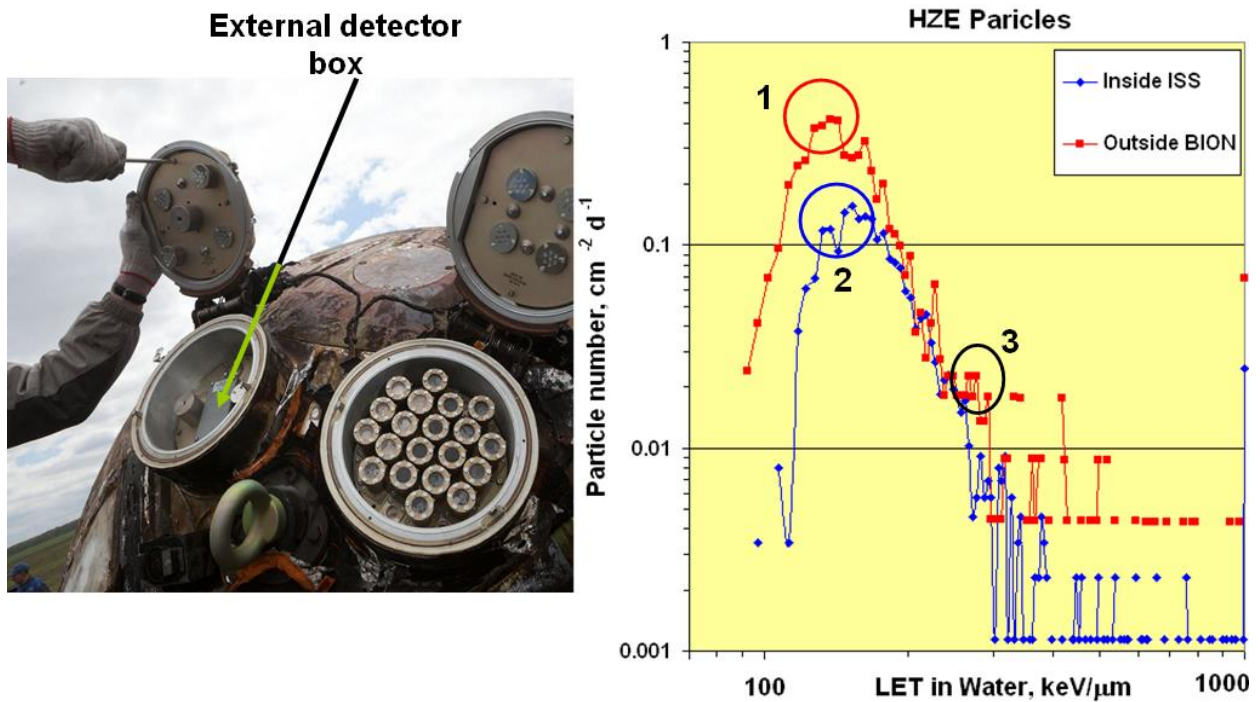 External detector
box
HZE Paricles
Particle number, cm⁻² d⁻¹
1
0.1
0.01
0.001
Inside ISS
Outside BION
1
2
3
100
1000
LET in Water, keV/μm